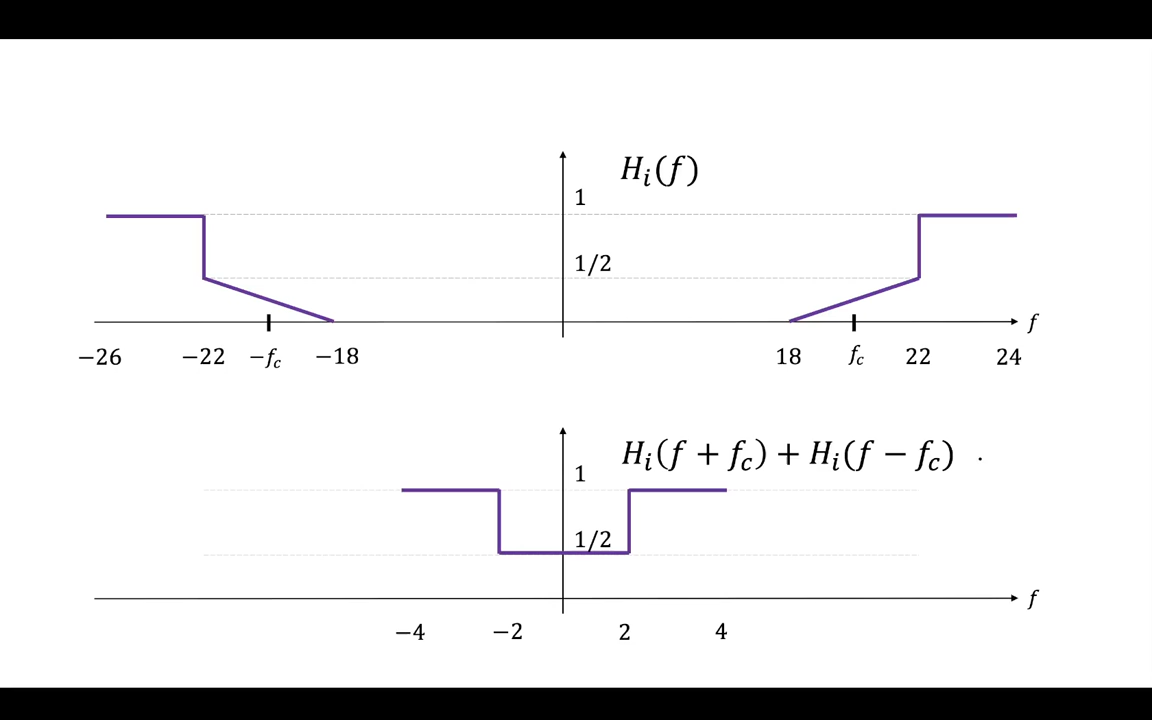 H_i(f)
1
1/2
f
−26 −22 −f_c −18 18 f_c 22 24
H_i(f + f_c) + H_i(f − f_c) .
1
1/2
f
−4 −2 2 4